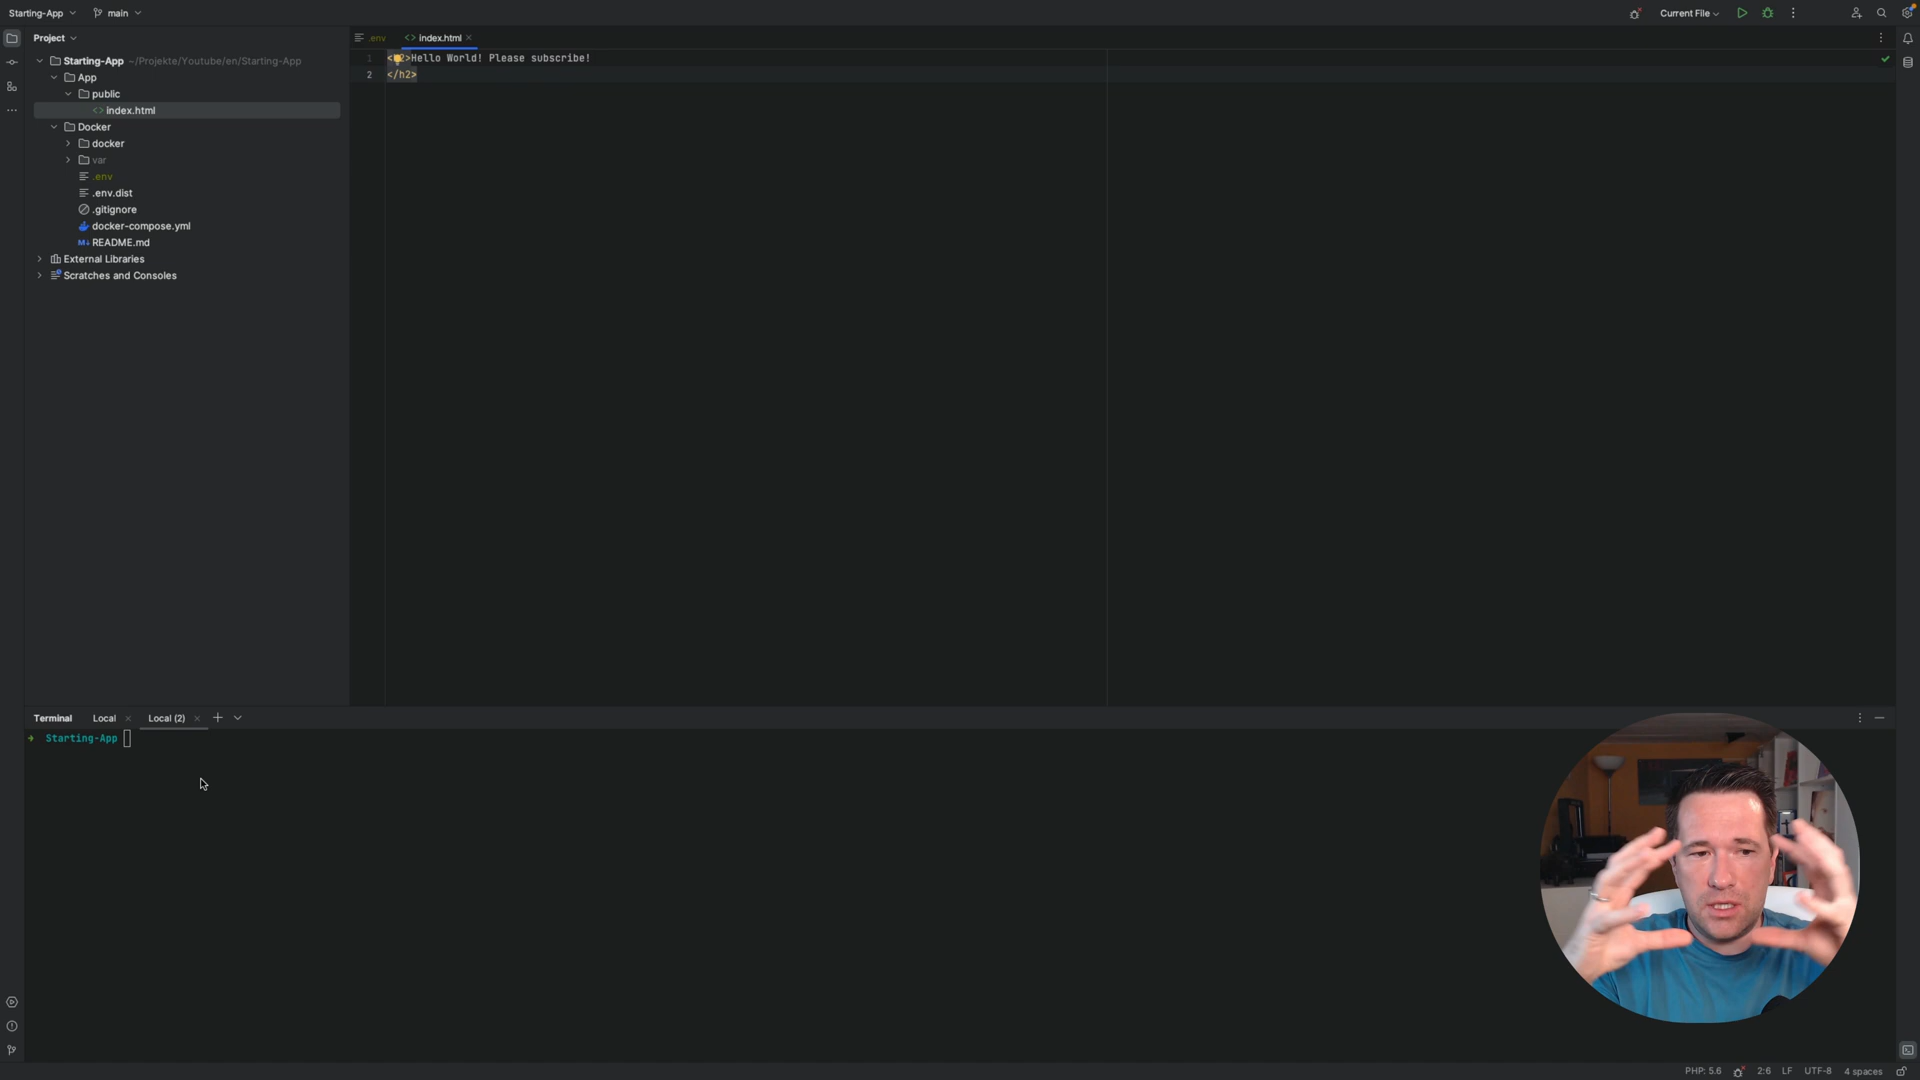 Starting-App main Current File
Project .env index.html
Starting-App ~/Projekte/Youtube/en/Starting-App
App
public
index.html
Docker
docker
var
.env
.env.dist
.gitignore
docker-compose.yml
README.md
External Libraries
Scratches and Consoles
1 Hello World! Please subscribe!
2 </h2>
Terminal Local Local (2)
Starting-App
PHP: 5.6 2:6 LF UTF-8 4 spaces